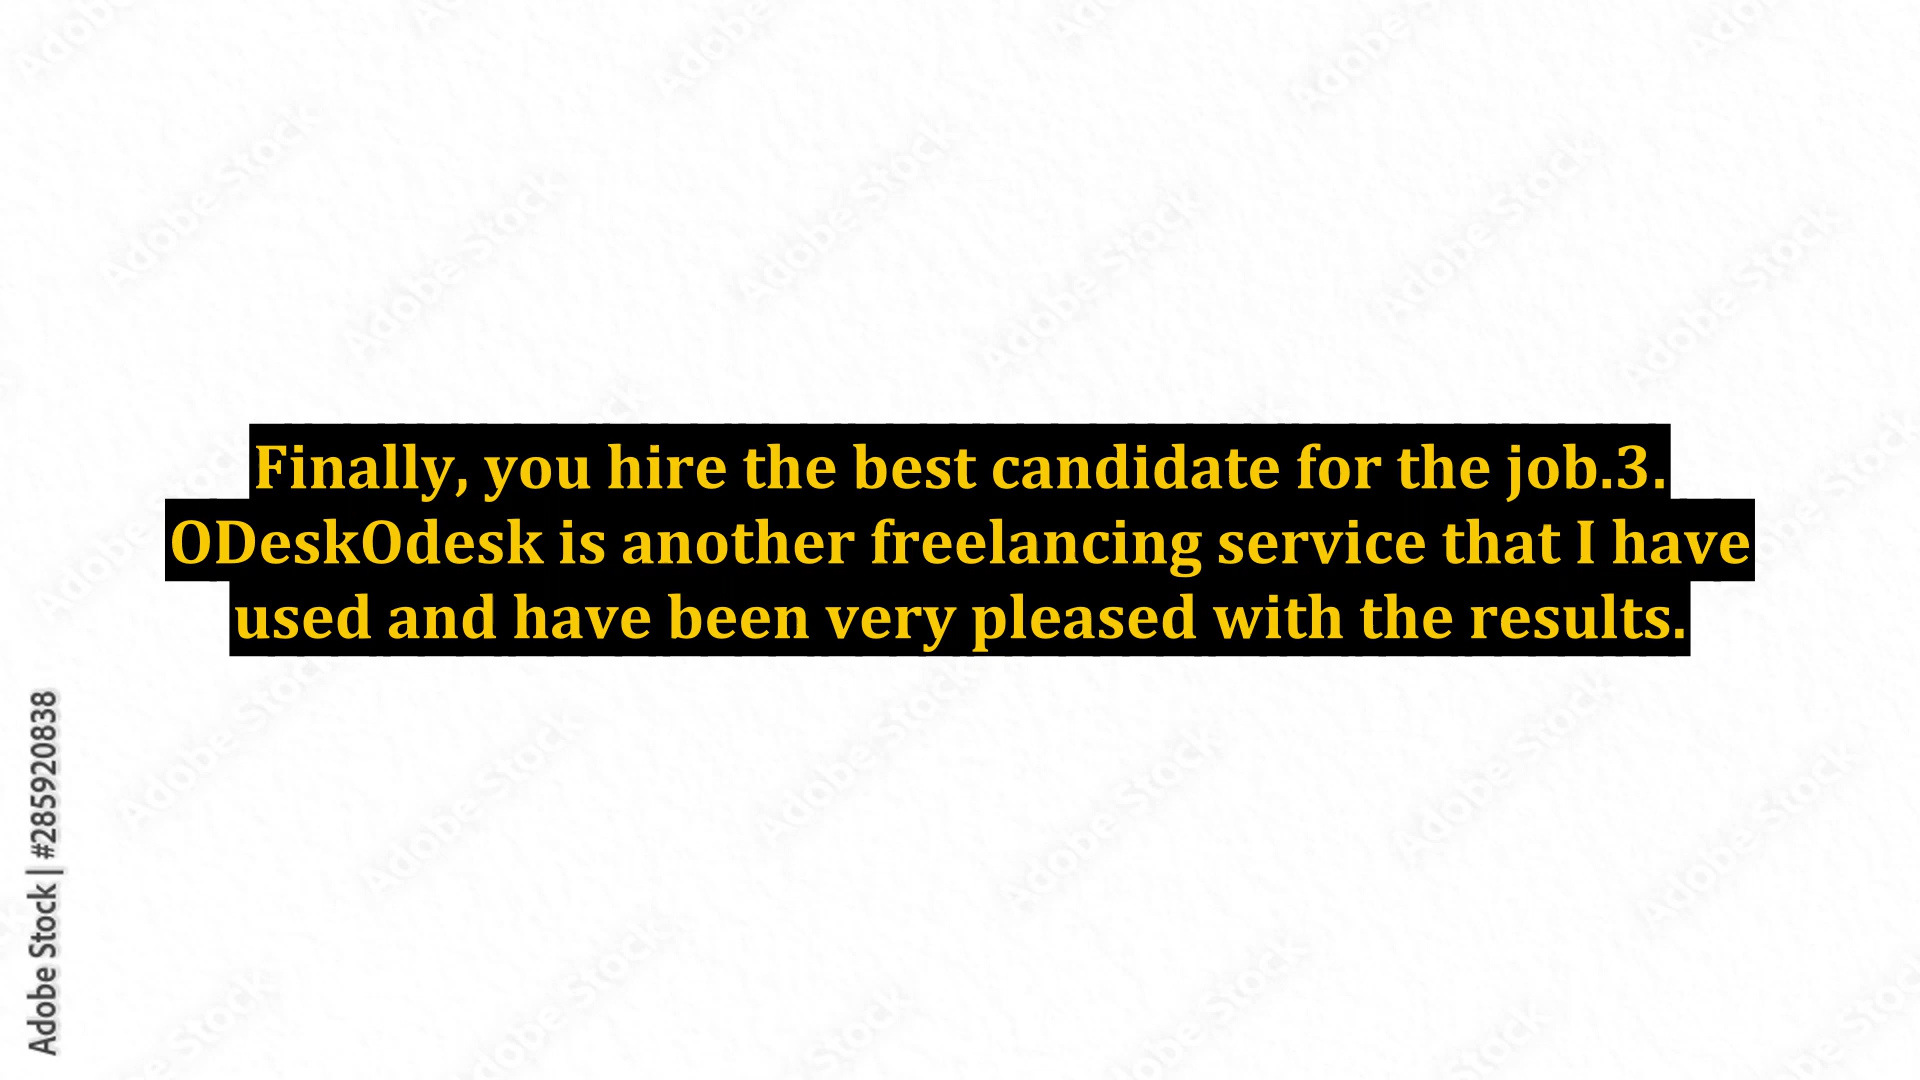 Finally, you hire the best candidate for the job.3.
ODeskOdesk is another freelancing service that I have
used and have been very pleased with the results.
Adobe Stock | #285920838